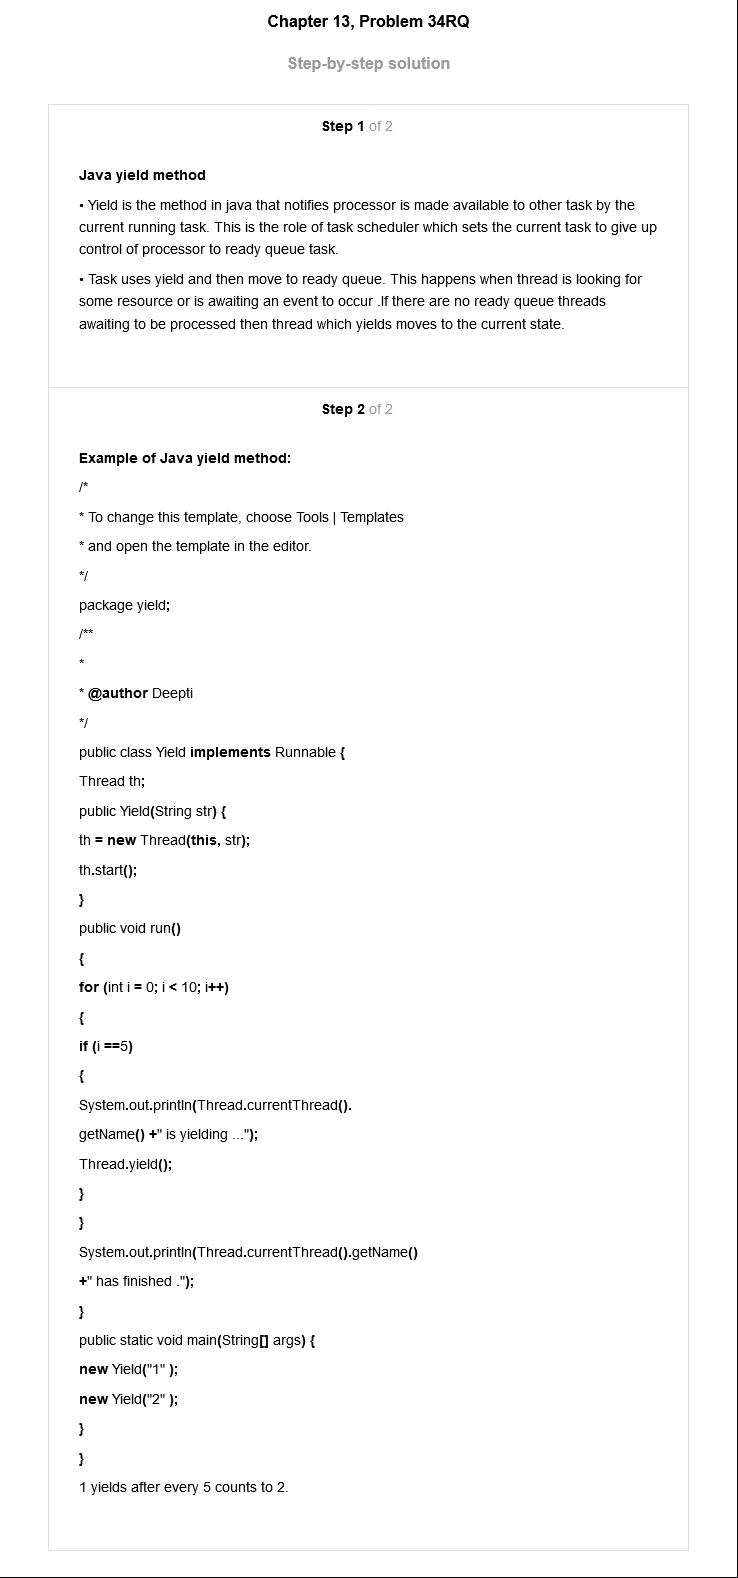 Chapter 13, Problem 34RQ
Step-by-step solution
Step 1 of 2
Java yield method
• Yield is the method in java that notifies processor is made available to other task by the
current running task. This is the role of task scheduler which sets the current task to give up
control of processor to ready queue task.
• Task uses yield and then move to ready queue. This happens when thread is looking for
some resource or is awaiting an event to occur .If there are no ready queue threads
awaiting to be processed then thread which yields moves to the current state.
Step 2 of 2
Example of Java yield method:
/*
* To change this template, choose Tools | Templates
* and open the template in the editor.
*/
package yield;
/**
*
* @author Deepti
*/
public class Yield implements Runnable {
Thread th;
public Yield(String str) {
th = new Thread(this, str);
th.start();
}
public void run()
{
for (int i = 0; i < 10; i++)
{
if (i ==5)
{
System.out.println(Thread.currentThread().
getName() +" is yielding ...");
Thread.yield();
}
}
System.out.println(Thread.currentThread().getName()
+" has finished .");
}
public static void main(String[] args) {
new Yield("1" );
new Yield("2" );
}
}
1 yields after every 5 counts to 2.